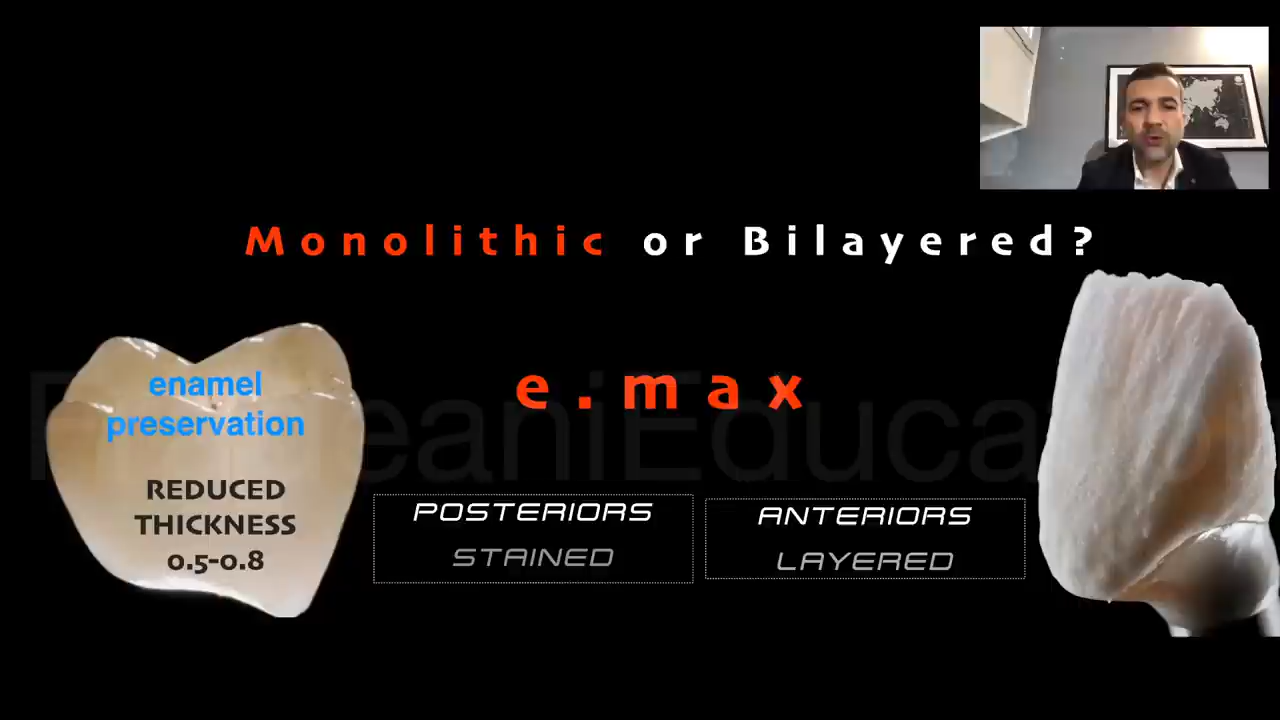 Monolithic or Bilayered?
enamel
preservation
REDUCED
THICKNESS
0.5-0.8
e.max
POSTERIORS
STAINED
ANTERIORS
LAYERED